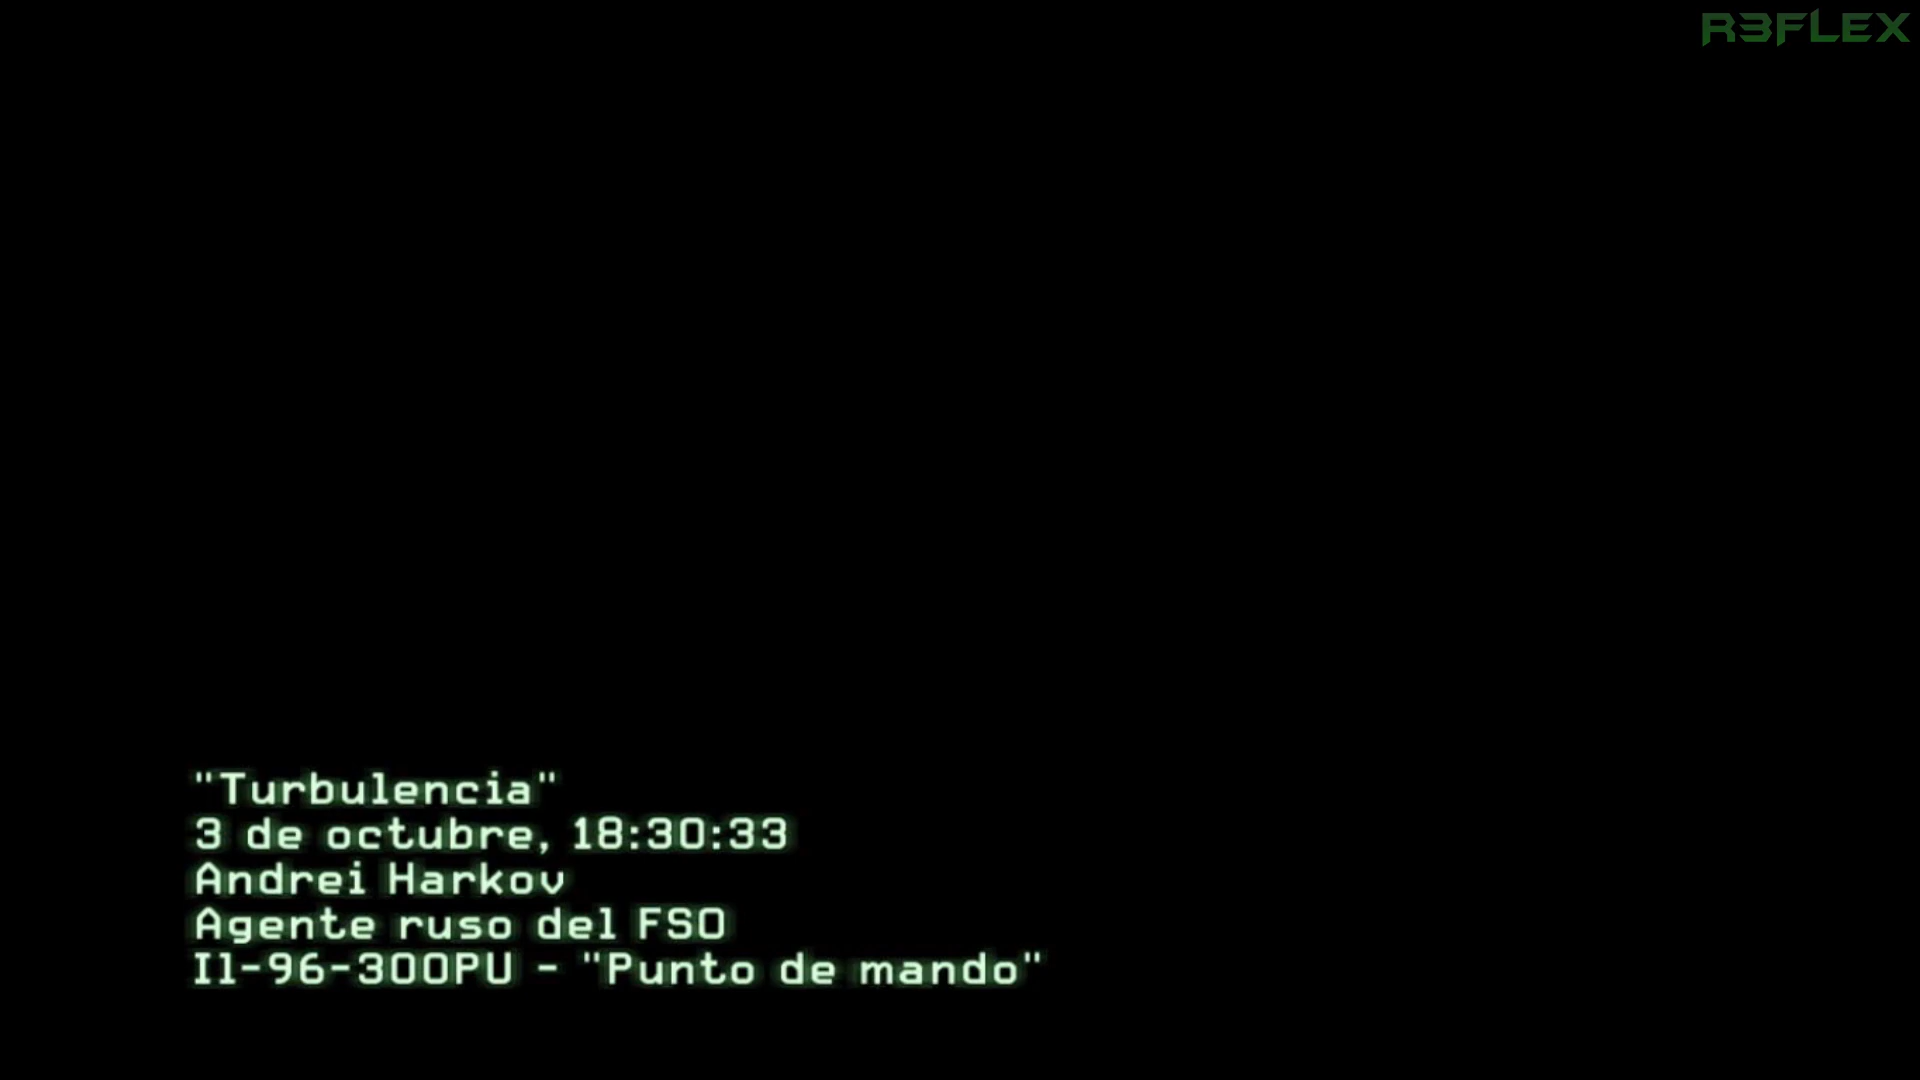 R3FLEX
"Turbulencia"
3 de octubre, 18:30:33
Andrei Harkov
Agente ruso del FSO
Il-96-300PU - "Punto de mando"